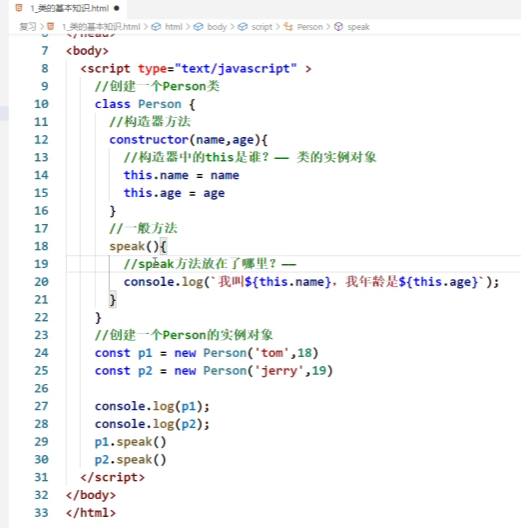 1_类的基本知识.html ●
复习 > 1_类的基本知识.html > html > body > script > Person > speak
6 </head>
7 <body>
8 <script type="text/javascript" >
9 //创建一个Person类
10 class Person {
11 //构造器方法
12 constructor(name,age){
13 //构造器中的this是谁？—— 类的实例对象
14 this.name = name
15 this.age = age
16 }
17 //一般方法
18 speak(){
19 //speak方法放在了哪里？——
20 console.log(`我叫${this.name}，我年龄是${this.age}`);
21 }
22 }
23 //创建一个Person的实例对象
24 const p1 = new Person('tom',18)
25 const p2 = new Person('jerry',19)
26
27 console.log(p1);
28 console.log(p2);
29 p1.speak()
30 p2.speak()
31 </script>
32 </body>
33 </html>